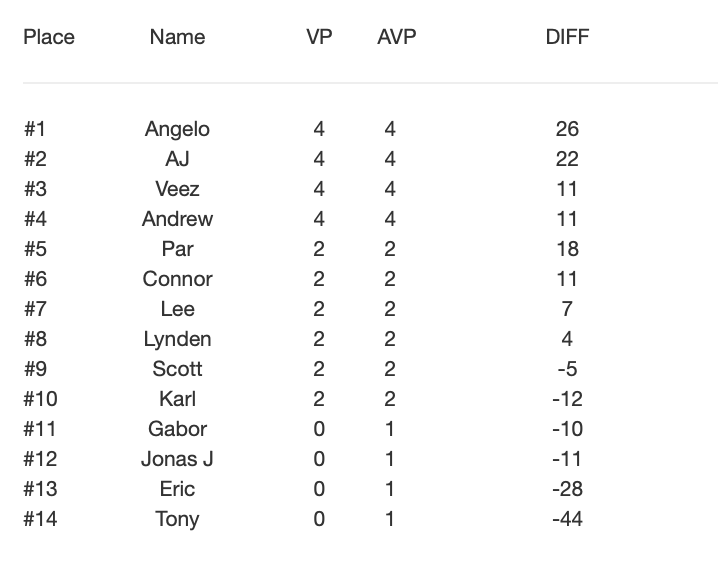 Place Name VP AVP DIFF
#1 Angelo 4 4 26
#2 AJ 4 4 22
#3 Veez 4 4 11
#4 Andrew 4 4 11
#5 Par 2 2 18
#6 Connor 2 2 11
#7 Lee 2 2 7
#8 Lynden 2 2 4
#9 Scott 2 2 -5
#10 Karl 2 2 -12
#11 Gabor 0 1 -10
#12 Jonas J 0 1 -11
#13 Eric 0 1 -28
#14 Tony 0 1 -44